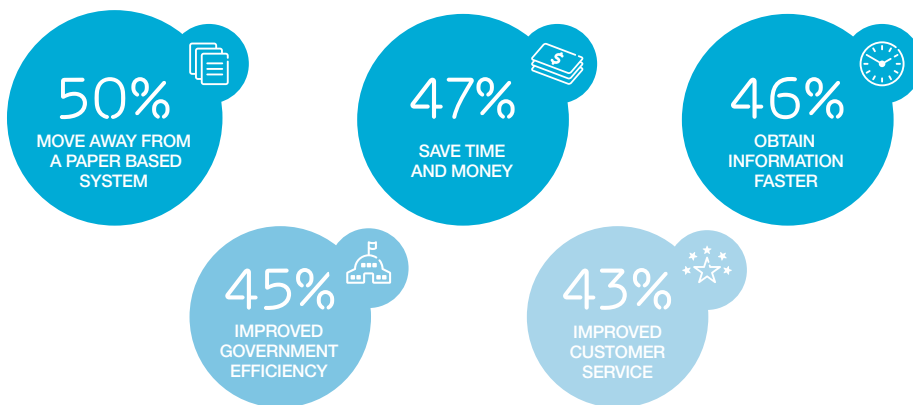 50%
MOVE AWAY FROM
A PAPER BASED
SYSTEM
47%
SAVE TIME
AND MONEY
46%
OBTAIN
INFORMATION
FASTER
45%
IMPROVED
GOVERNMENT
EFFICIENCY
43%
IMPROVED
CUSTOMER
SERVICE
$